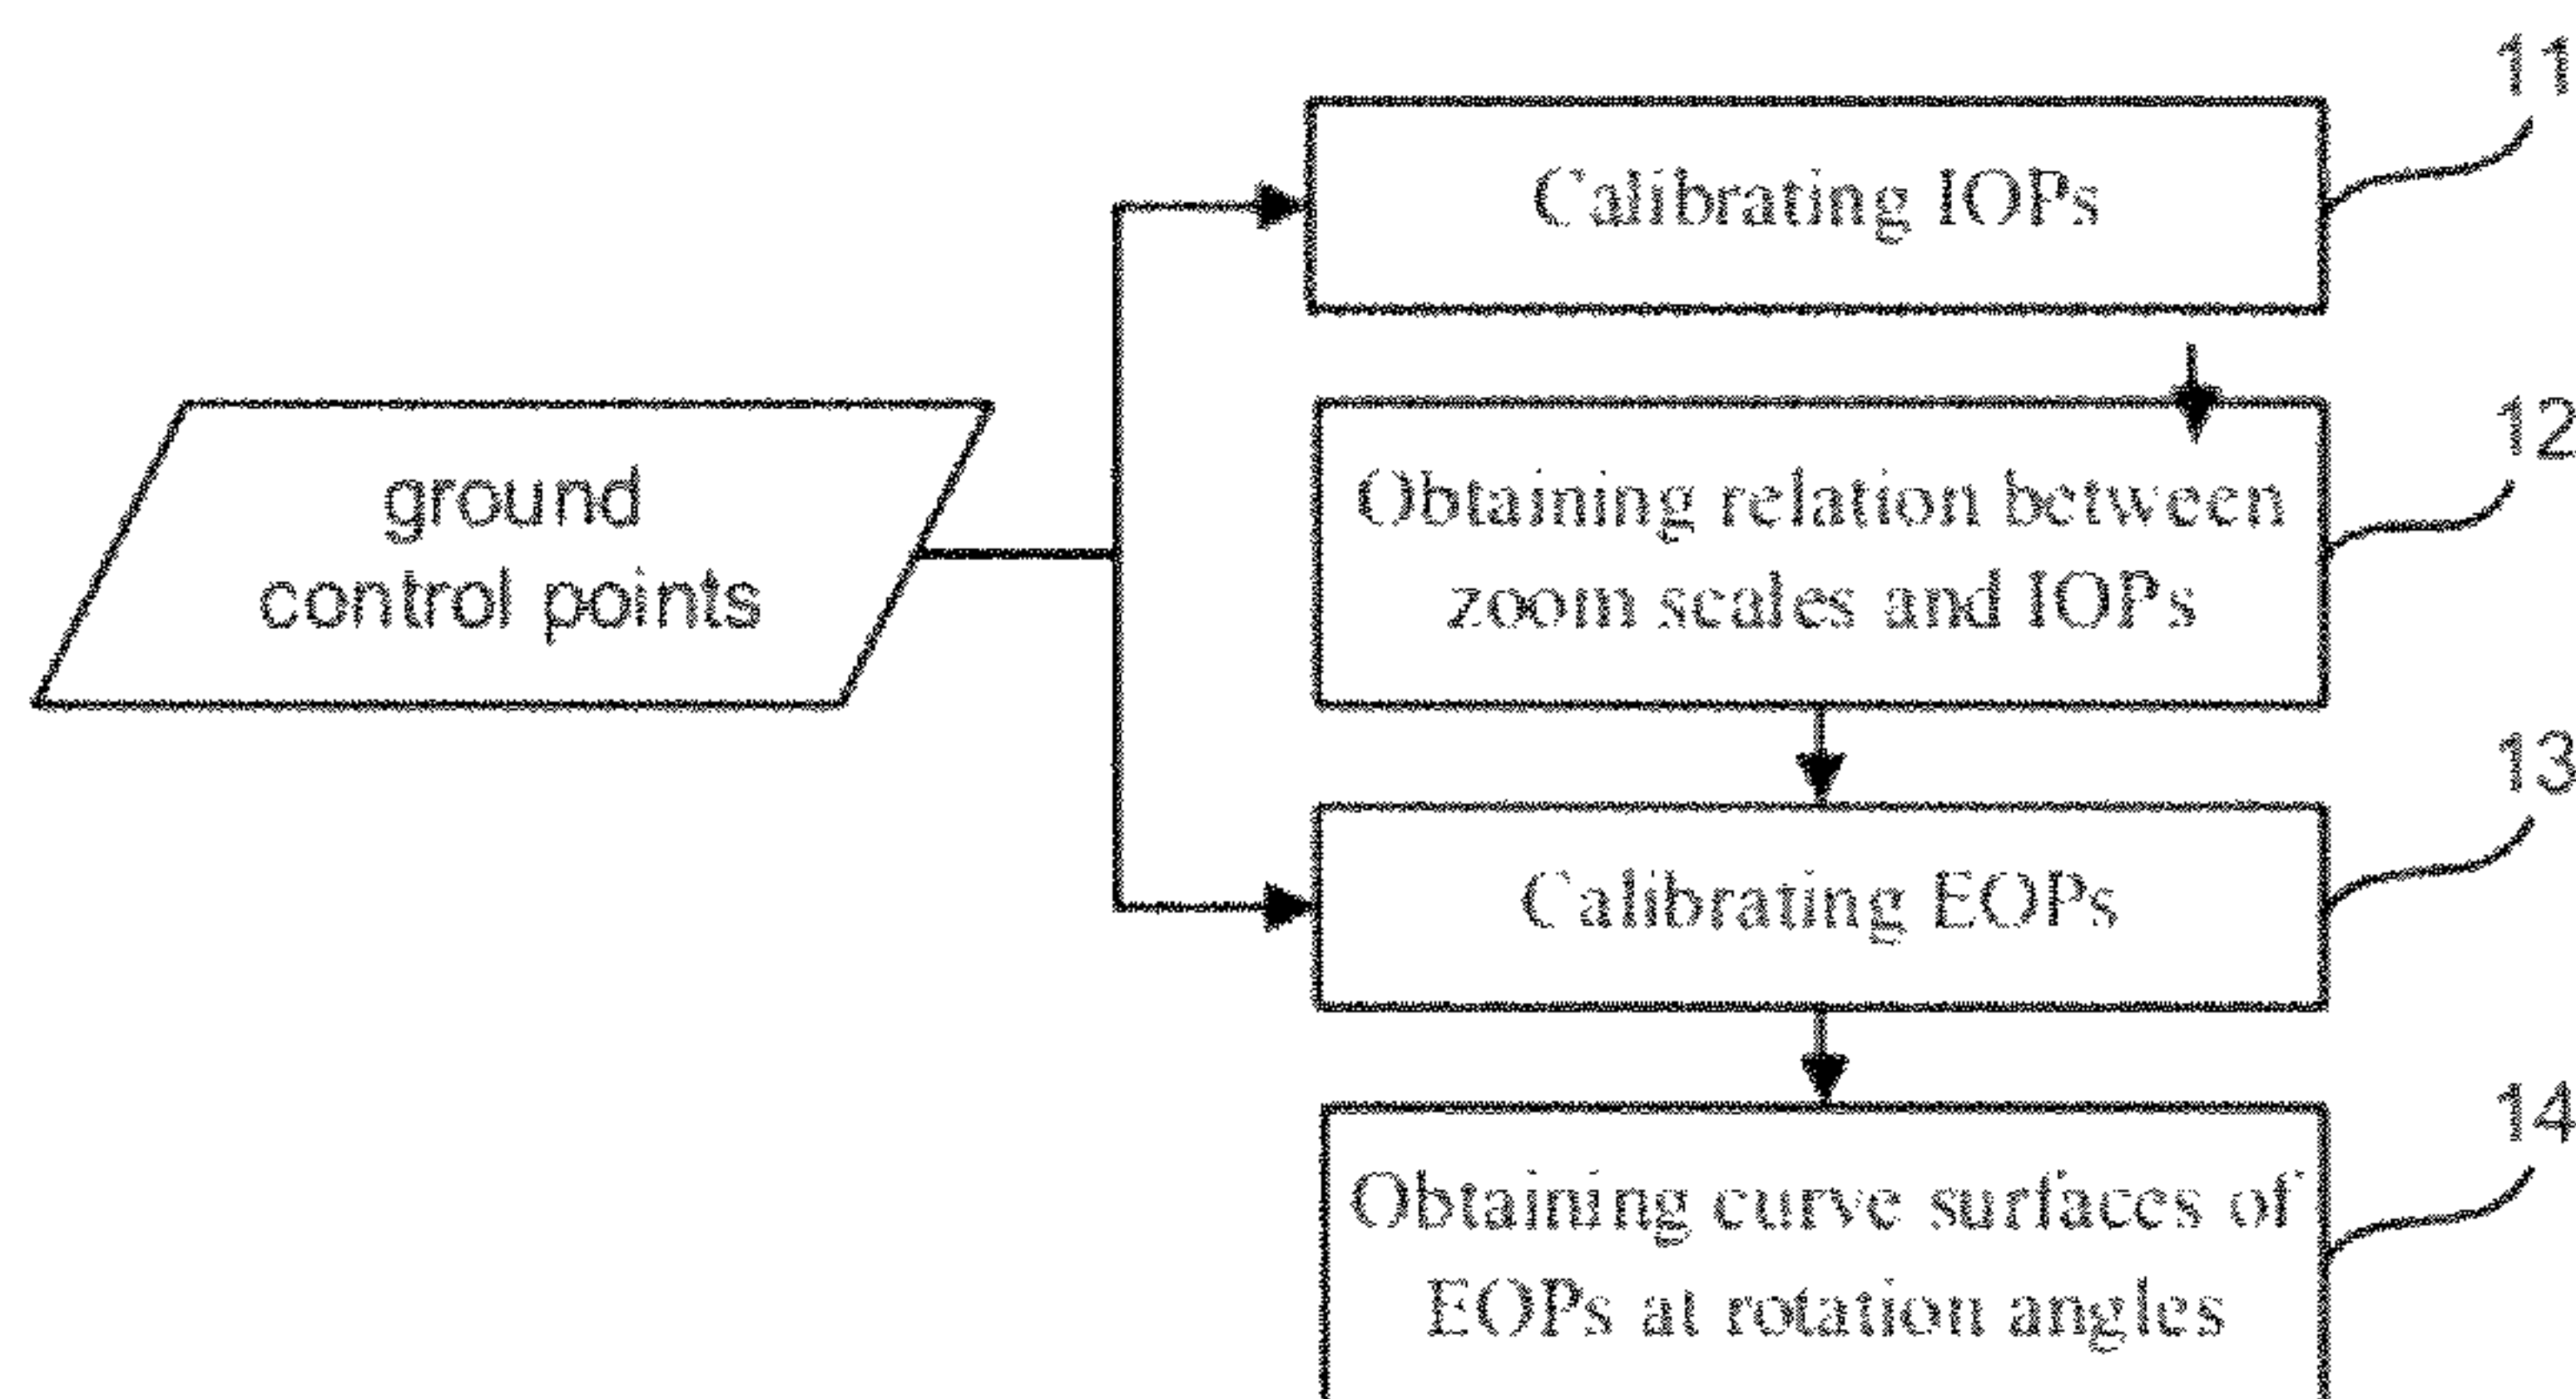 11
Calibrating IOPs
12
ground
control points
Obtaining relation between
zoom scales and IOPs
13
Calibrating EOPs
14
Obtaining curve surfaces of
EOPs at rotation angles